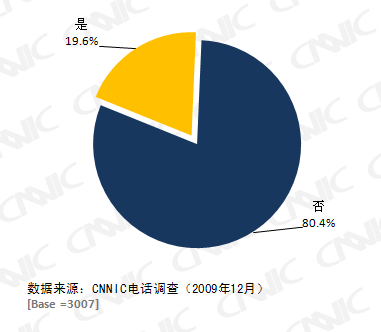 是
19.6%
否
80.4%
数据来源：CNNIC电话调查（2009年12月）
[Base =3007]